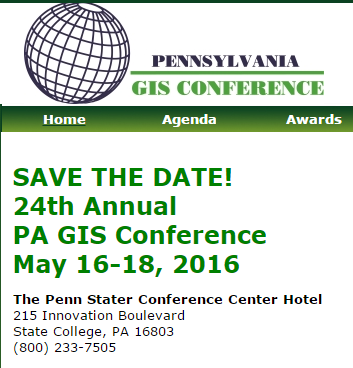 PENNSYLVANIA
GIS CONFERENCE
Home Agenda Awards
SAVE THE DATE!
24th Annual
PA GIS Conference
May 16-18, 2016
The Penn Stater Conference Center Hotel
215 Innovation Boulevard
State College, PA 16803
(800) 233-7505